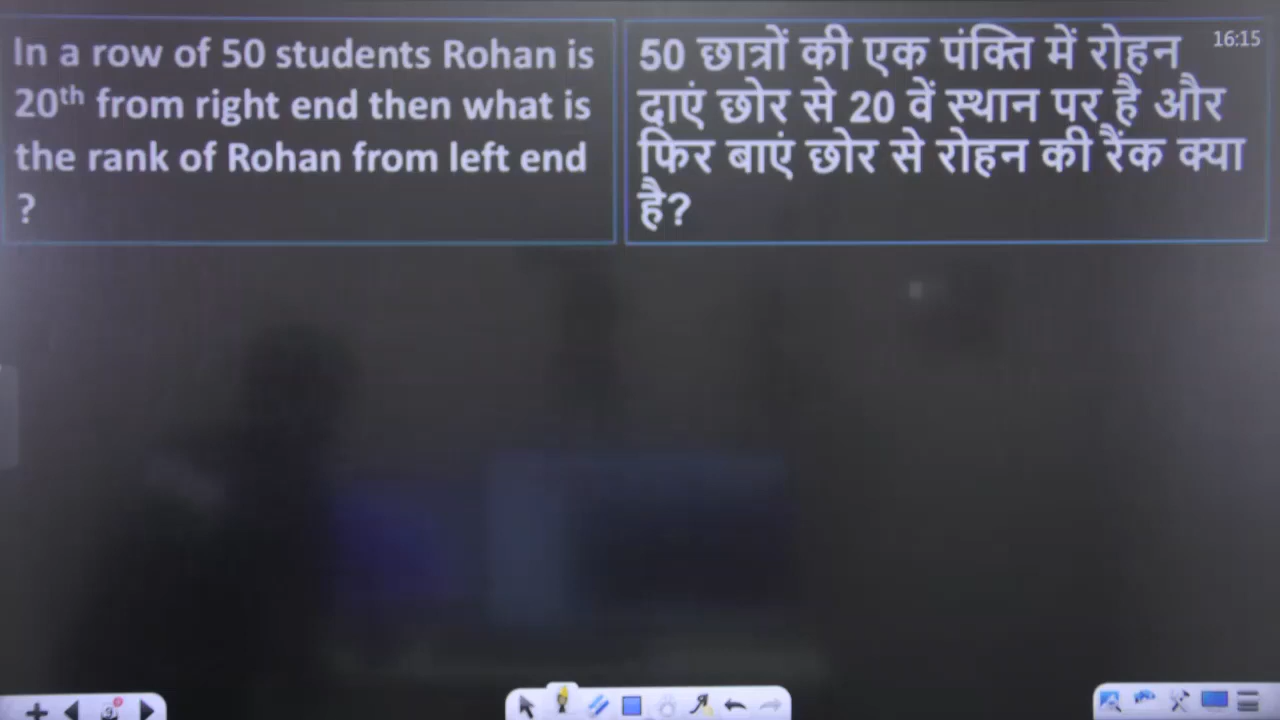 In a row of 50 students Rohan is
20th from right end then what is
the rank of Rohan from left end
?
50 छात्रों की एक पंक्ति में रोहन
दाएं छोर से 20 वें स्थान पर है और
फिर बाएं छोर से रोहन की रैंक क्या
है?
16:15